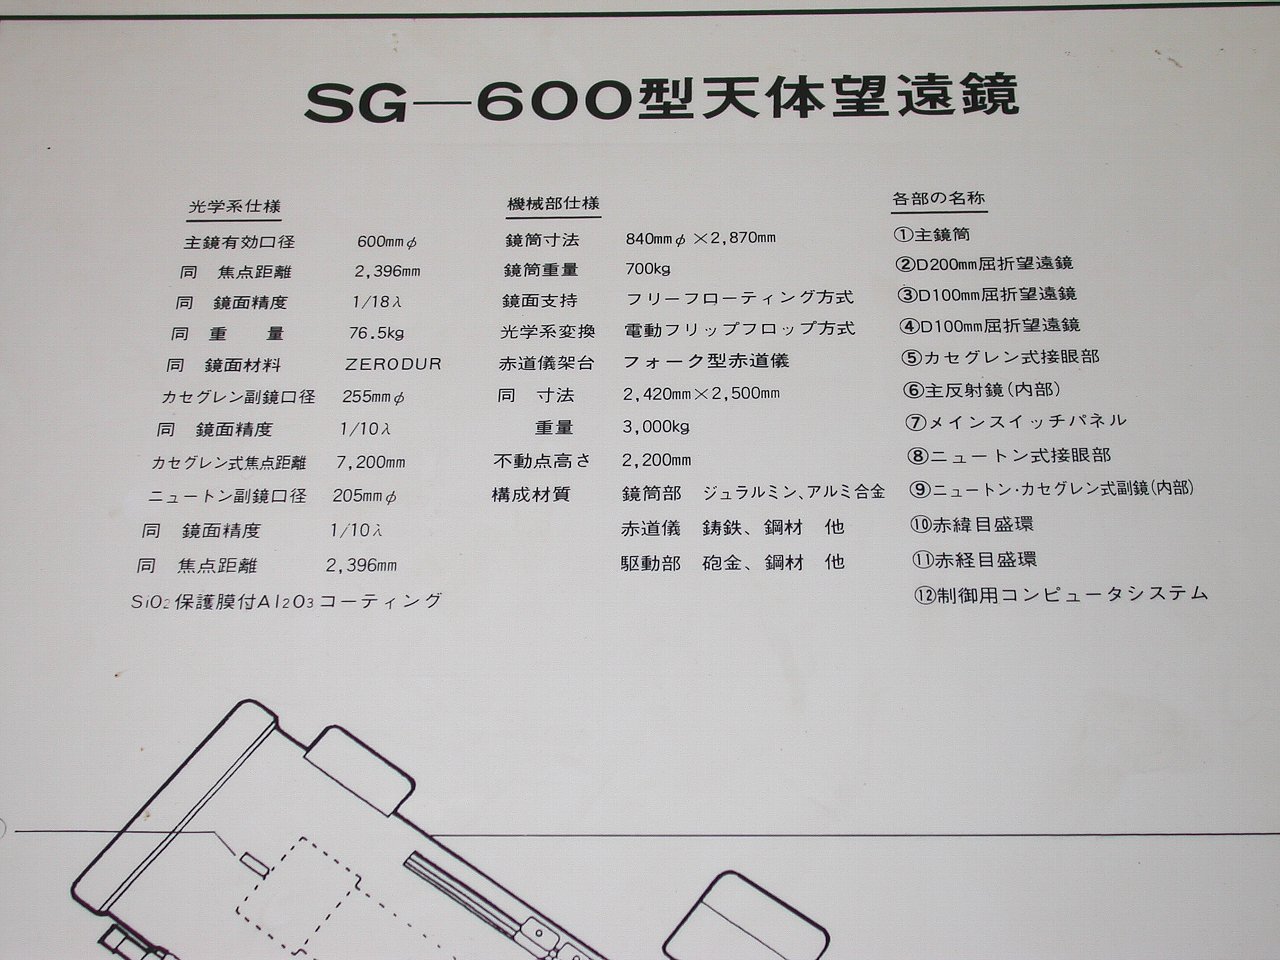 SG—600型天体望遠鏡
光学系仕様
主鏡有効口径 600mmφ
同 焦点距離 2,396mm
同 鏡面精度 1/18λ
同 重 量 76.5kg
同 鏡面材料 ZERODUR
カセグレン副鏡口径 255mmφ
同 鏡面精度 1/10λ
カセグレン式焦点距離 7,200mm
ニュートン副鏡口径 205mmφ
同 鏡面精度 1/10λ
同 焦点距離 2,396mm
SiO2保護膜付Al2O3コーティング
機械部仕様
鏡筒寸法 840mmφ×2,870mm
鏡筒重量 700kg
鏡面支持 フリーフローティング方式
光学系変換 電動フリップフロップ方式
赤道儀架台 フォーク型赤道儀
同 寸法 2,420mm×2,500mm
重量 3,000kg
不動点高さ 2,200mm
構成材質 鏡筒部 ジュラルミン、アルミ合金
赤道儀 鋳鉄、鋼材 他
駆動部 砲金、鋼材 他
各部の名称
①主鏡筒
②D200mm屈折望遠鏡
③D100mm屈折望遠鏡
④D100mm屈折望遠鏡
⑤カセグレン式接眼部
⑥主反射鏡(内部)
⑦メインスイッチパネル
⑧ニュートン式接眼部
⑨ニュートン・カセグレン式副鏡(内部)
⑩赤緯目盛環
⑪赤経目盛環
⑫制御用コンピュータシステム